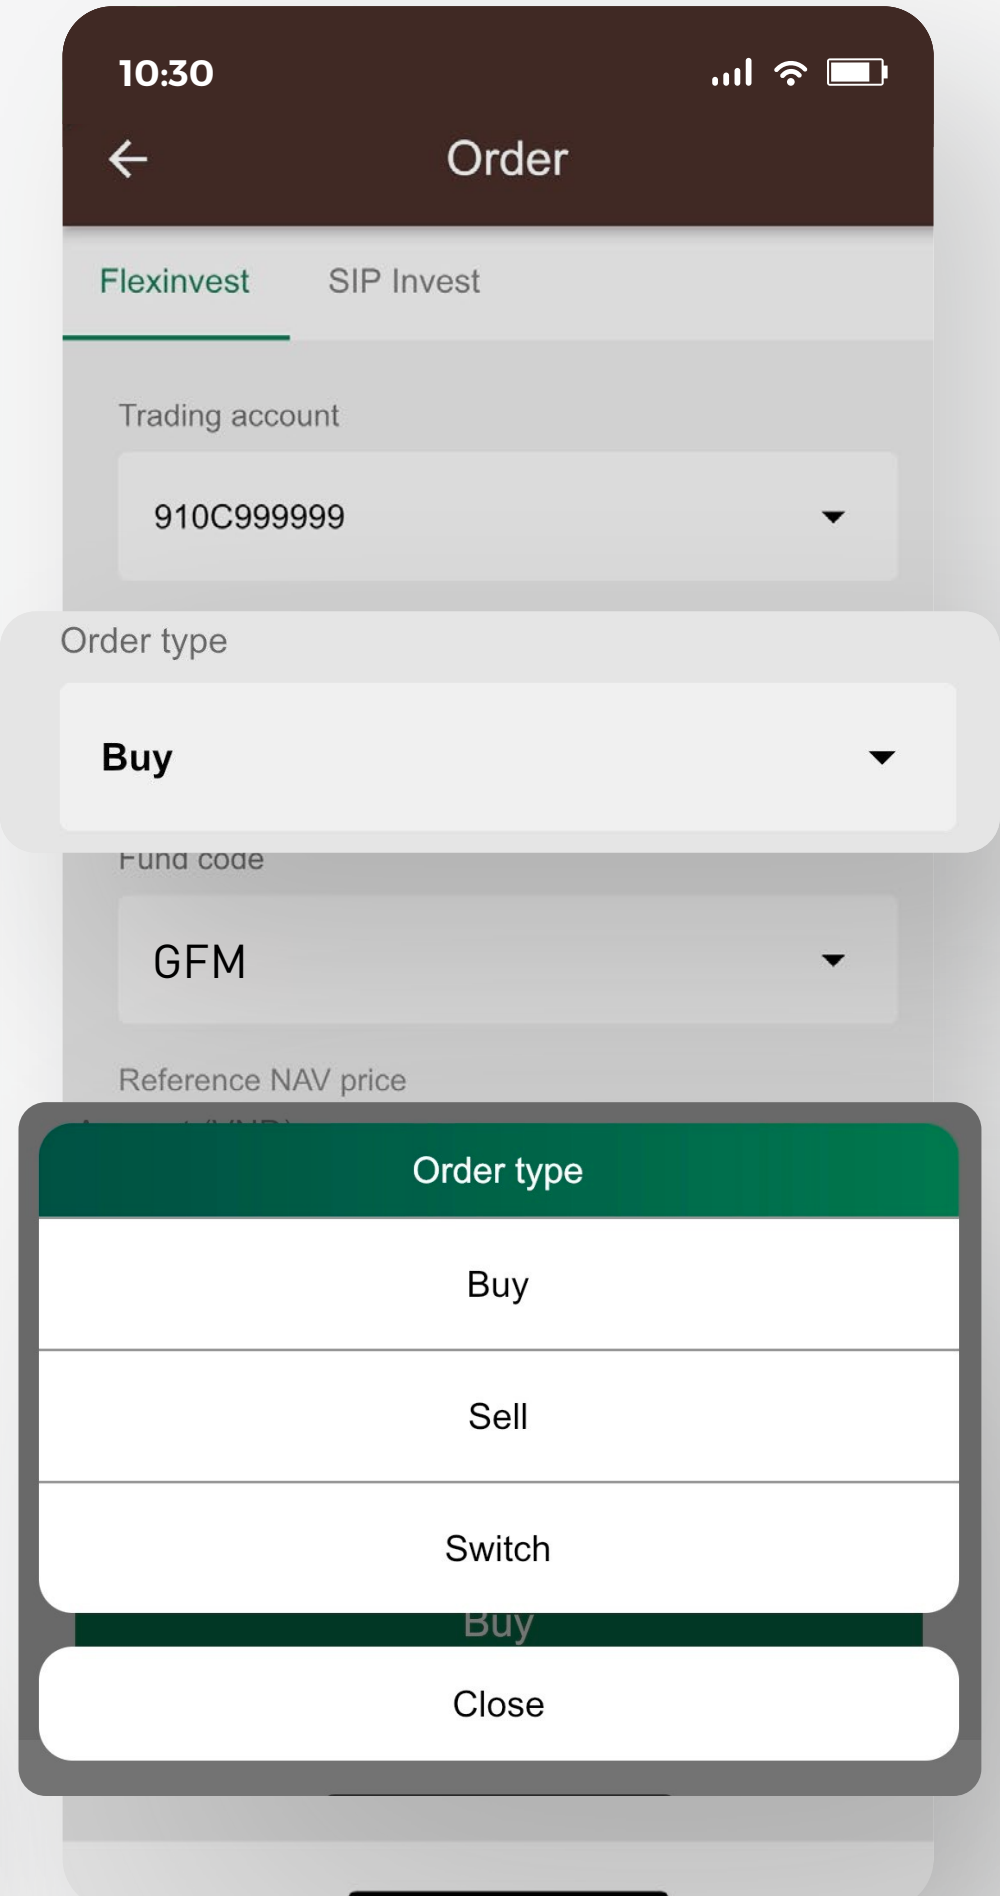 10:30
Order
Flexinvest
SIP Invest
Trading account
910C999999
Order type
Buy
Fund code
GFM
Reference NAV price
Order type
Buy
Sell
Switch
Buy
Close